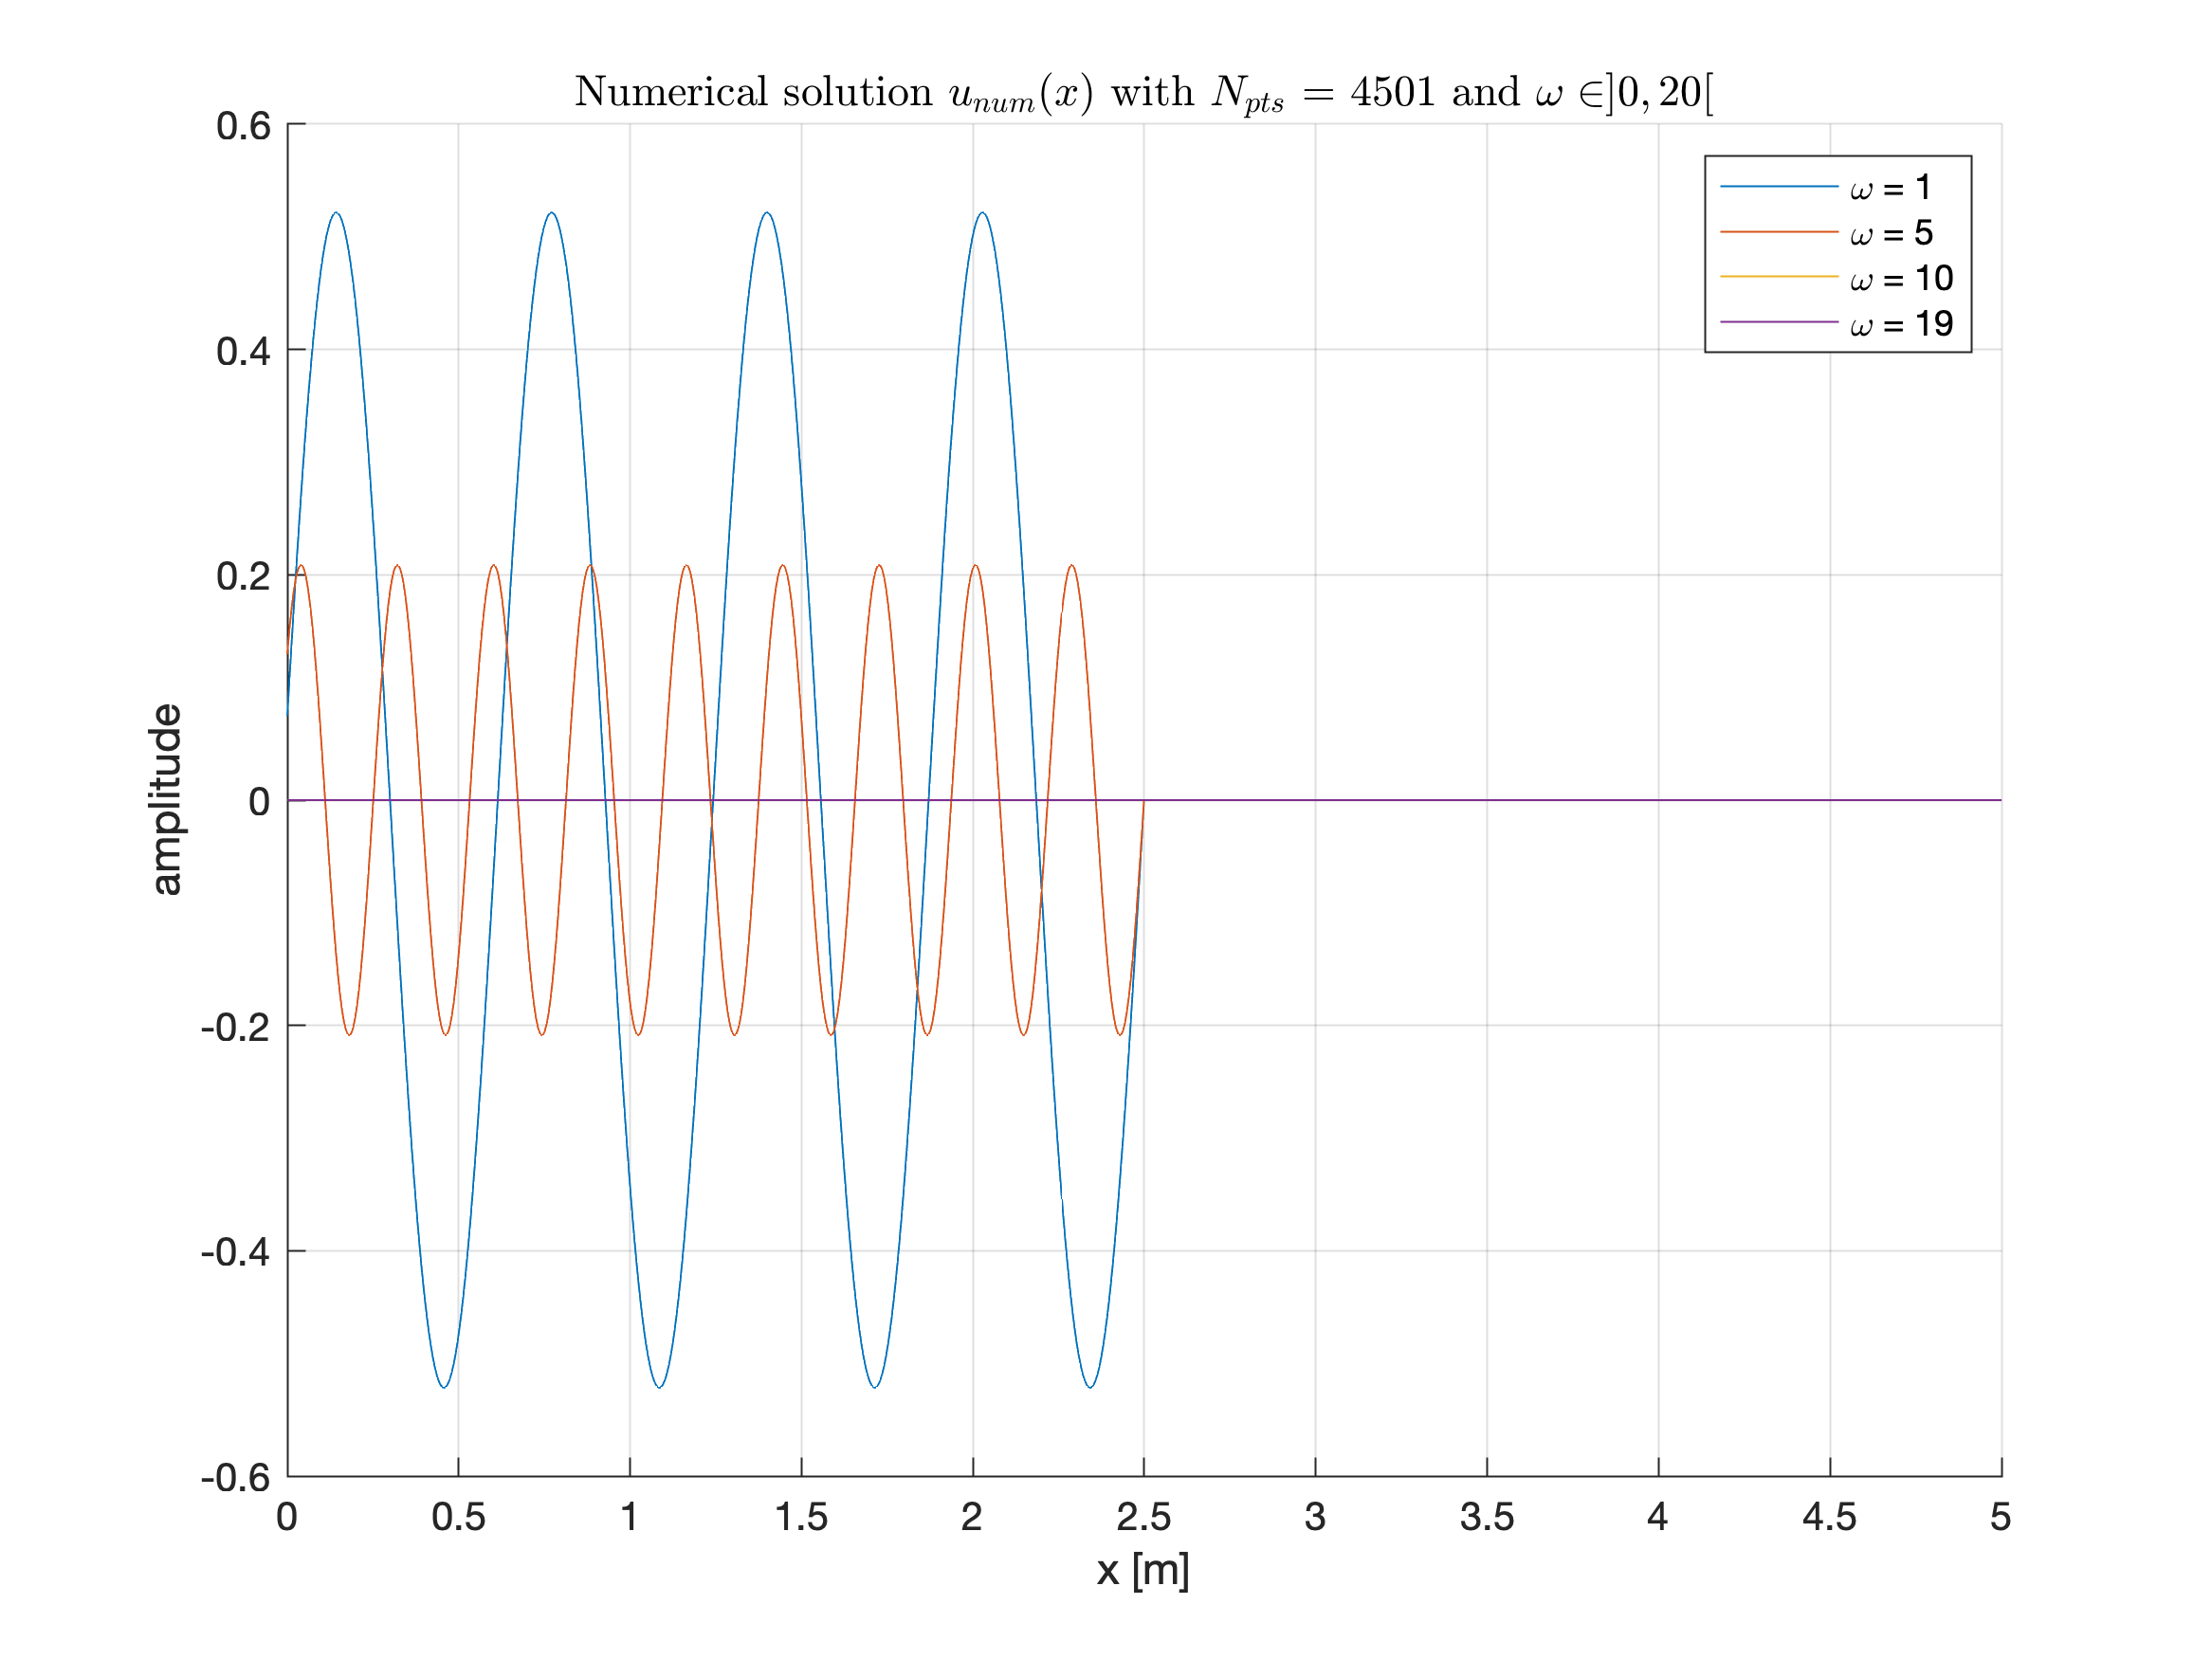 Numerical solution u_num(x) with N_pts = 4501 and ω ∈]0, 20[
0.6
0.4
0.2
0
-0.2
-0.4
-0.6
amplitude
ω = 1
ω = 5
ω = 10
ω = 19
0 0.5 1 1.5 2 2.5 3 3.5 4 4.5 5
x [m]